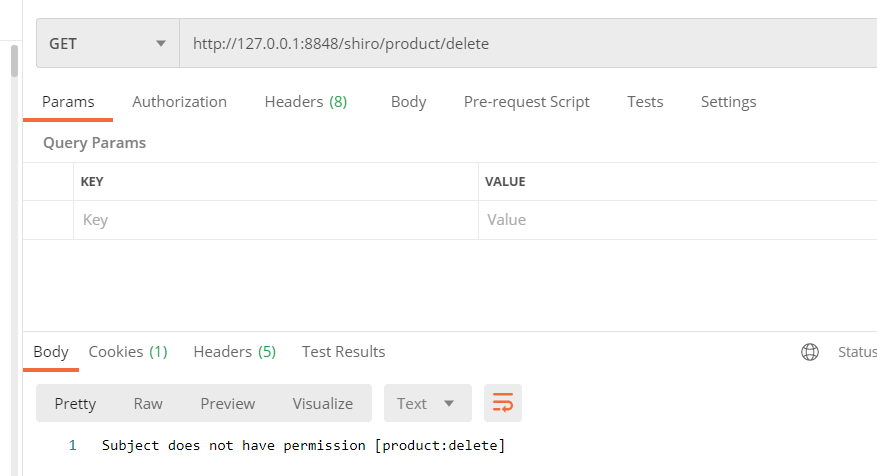 GET http://127.0.0.1:8848/shiro/product/delete
Params Authorization Headers (8) Body Pre-request Script Tests Settings
Query Params
KEY VALUE
Key Value
Body Cookies (1) Headers (5) Test Results Status
Pretty Raw Preview Visualize Text
1 Subject does not have permission [product:delete]